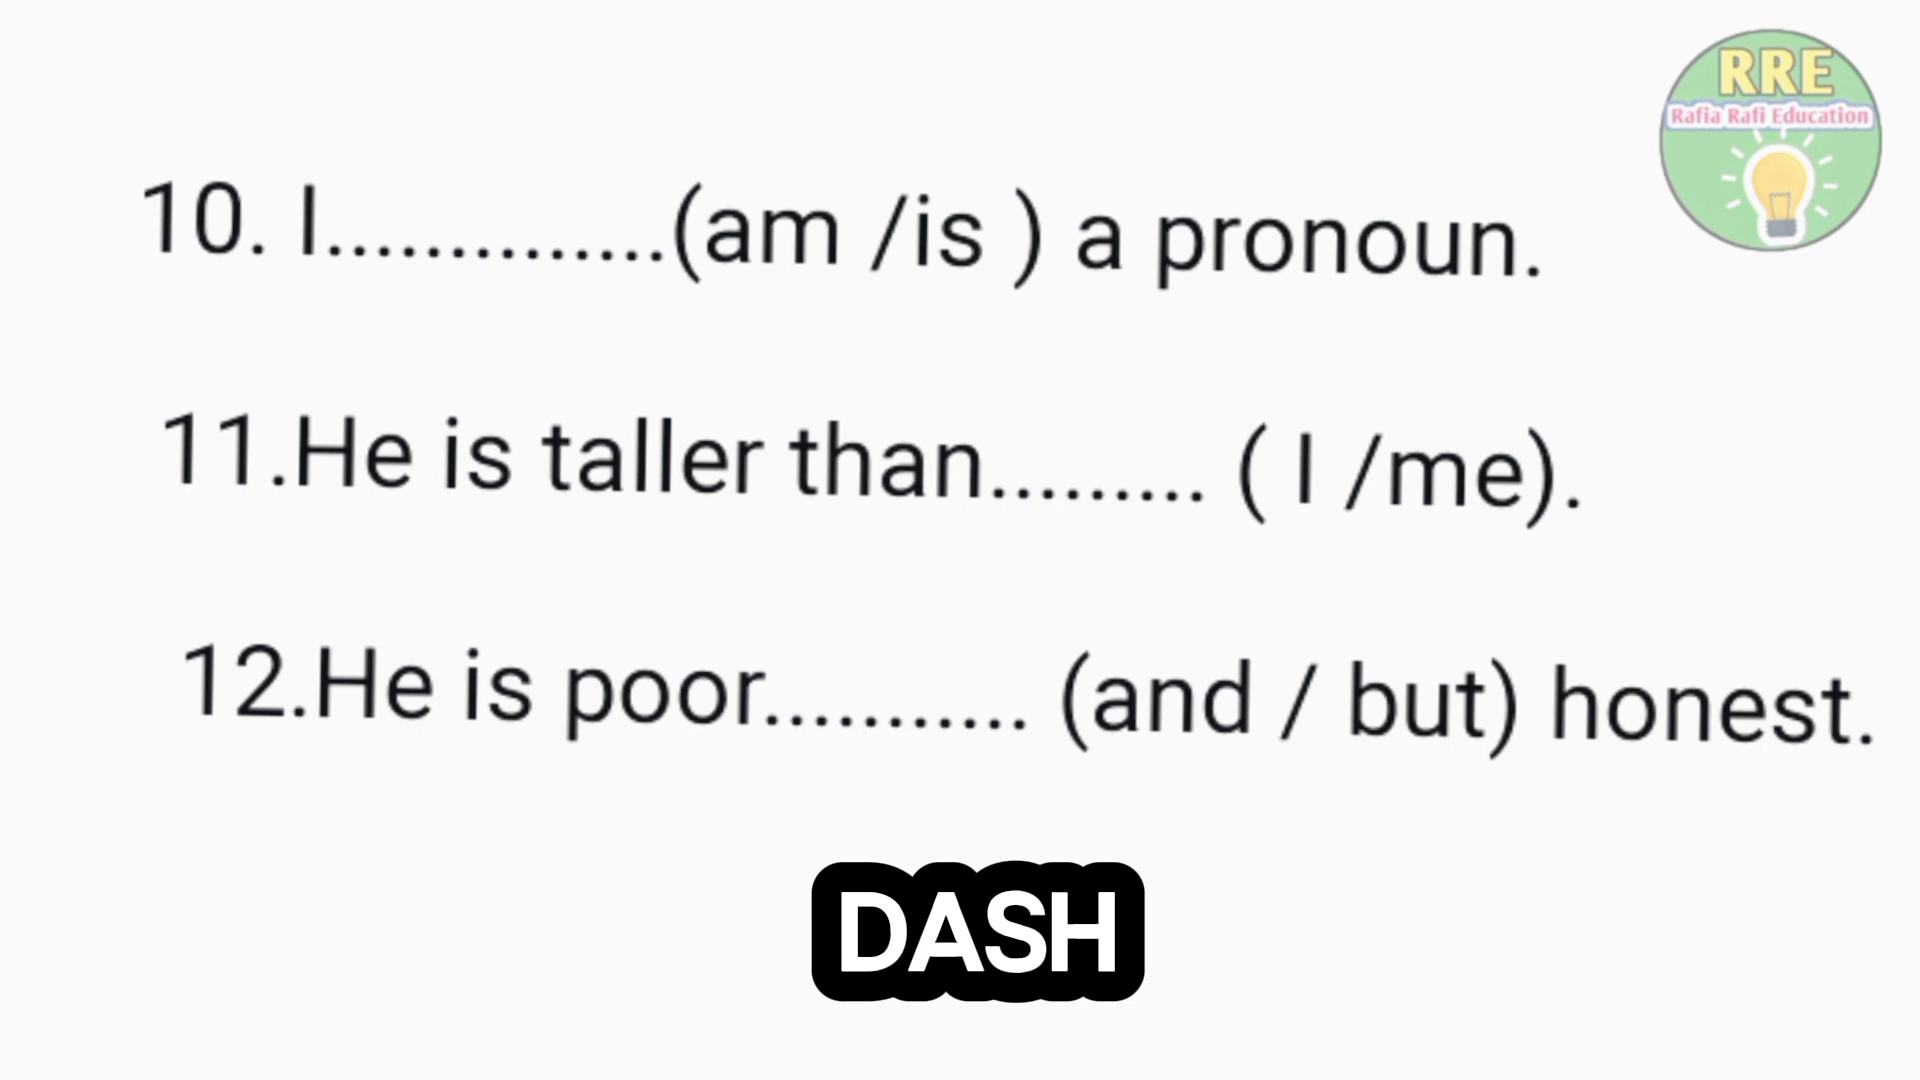 RRE
Rafia Rafi Education
10. I..............(am /is ) a pronoun.
11.He is taller than......... ( I /me).
12.He is poor........... (and / but) honest.
DASH